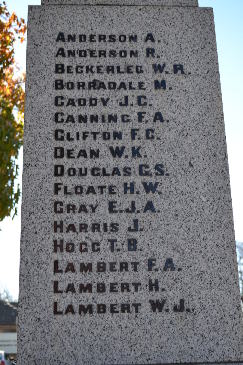 ANDERSON A.
ANDERSON R.
BECKERLEG W.R.
BORRADALE M.
CADDY J.C.
CANNING F.A.
CLIFTON F.C.
DEAN W.K.
DOUGLAS G.S.
FLOATE H.W.
GRAY E.J.A.
HARRIS J.
HOGG T.B.
LAMBERT F.A.
LAMBERT H.
LAMBERT W.J.